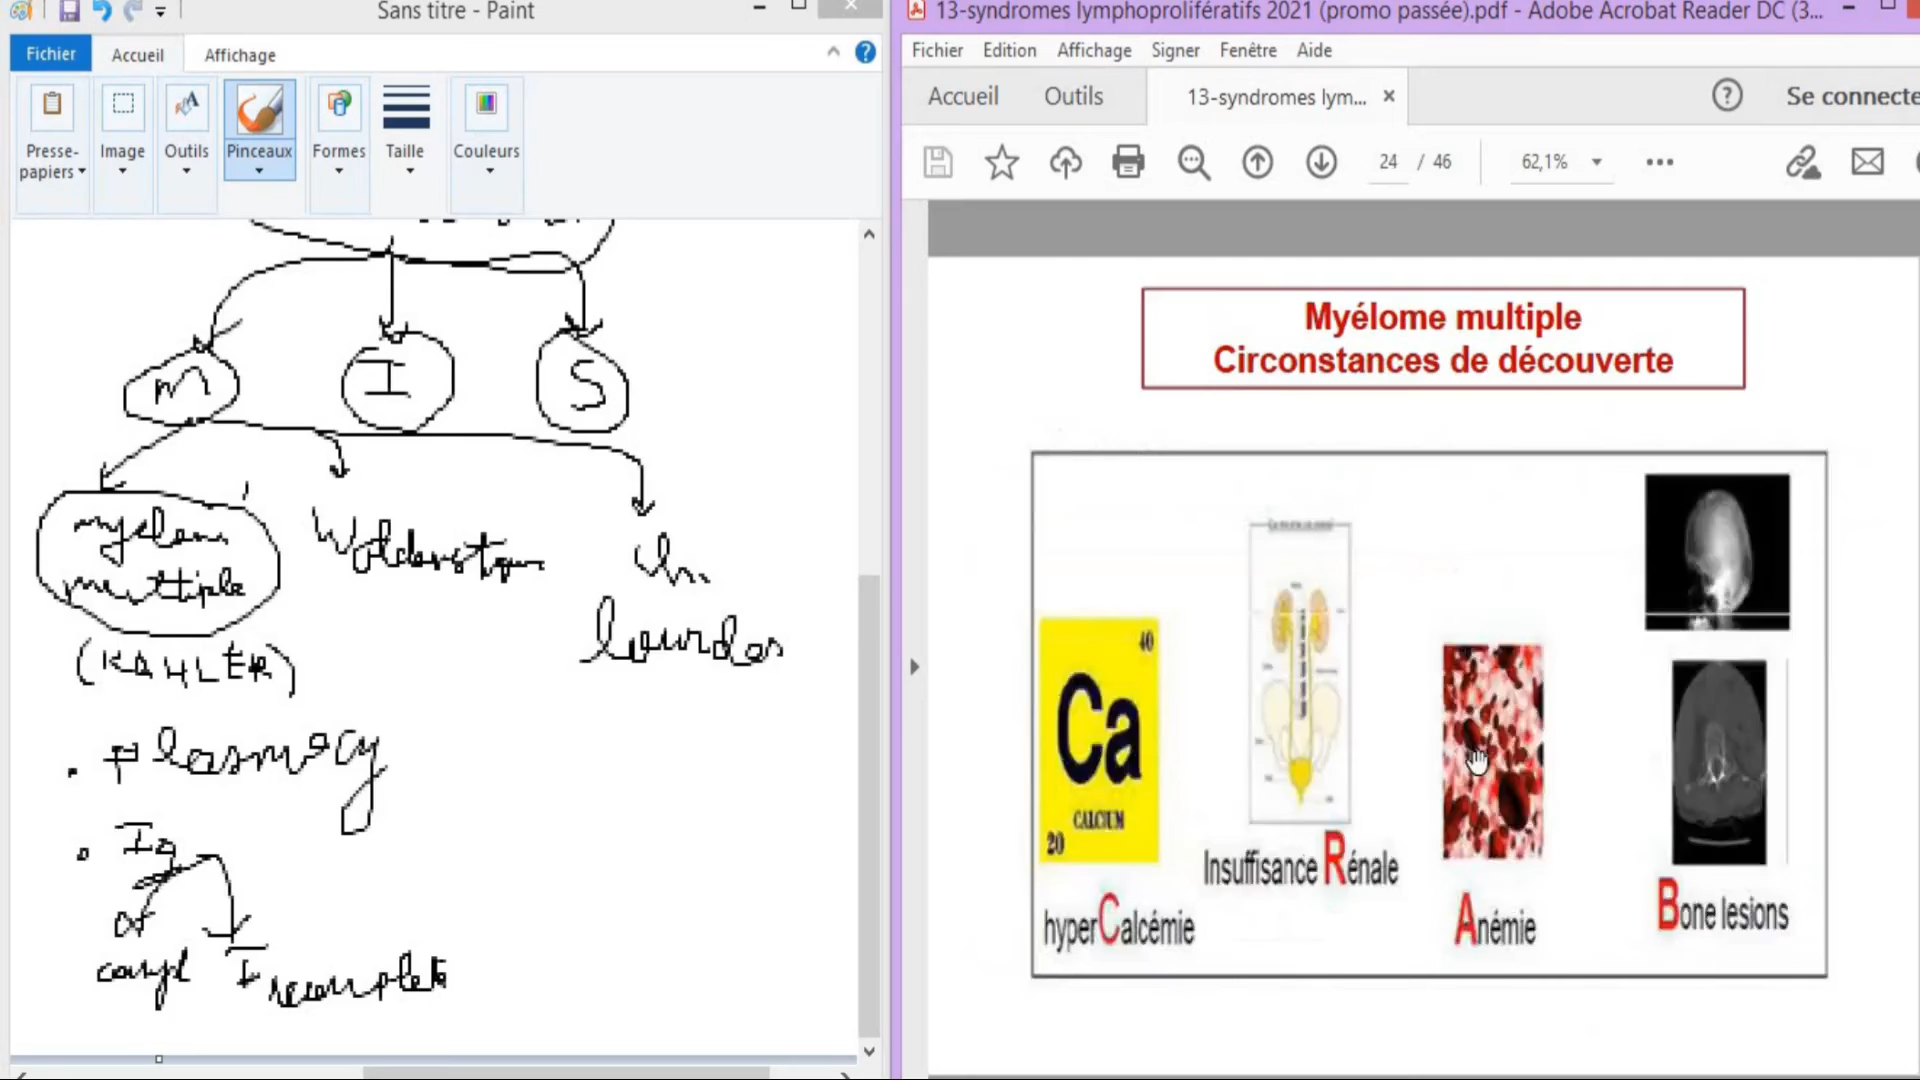 Sans titre - Paint
Fichier
Accueil
Affichage
Presse-
papiers
Image
Outils
Pinceaux
Formes
Taille
Couleurs
M
I
S
multiple
(KAHLER)
lourdes
. plasmocy
Ig
13-syndromes lymphoprolifératifs 2021 (promo passée).pdf - Adobe Acrobat Reader DC (3...
Fichier Edition Affichage Signer Fenêtre Aide
Accueil
Outils
13-syndromes lym...
Se connecte
24 / 46
62,1%
Myélome multiple
Circonstances de découverte
40
Ca
CALCIUM
20
hyperCalcémie
Insuffisance Rénale
Anémie
Bone lesions